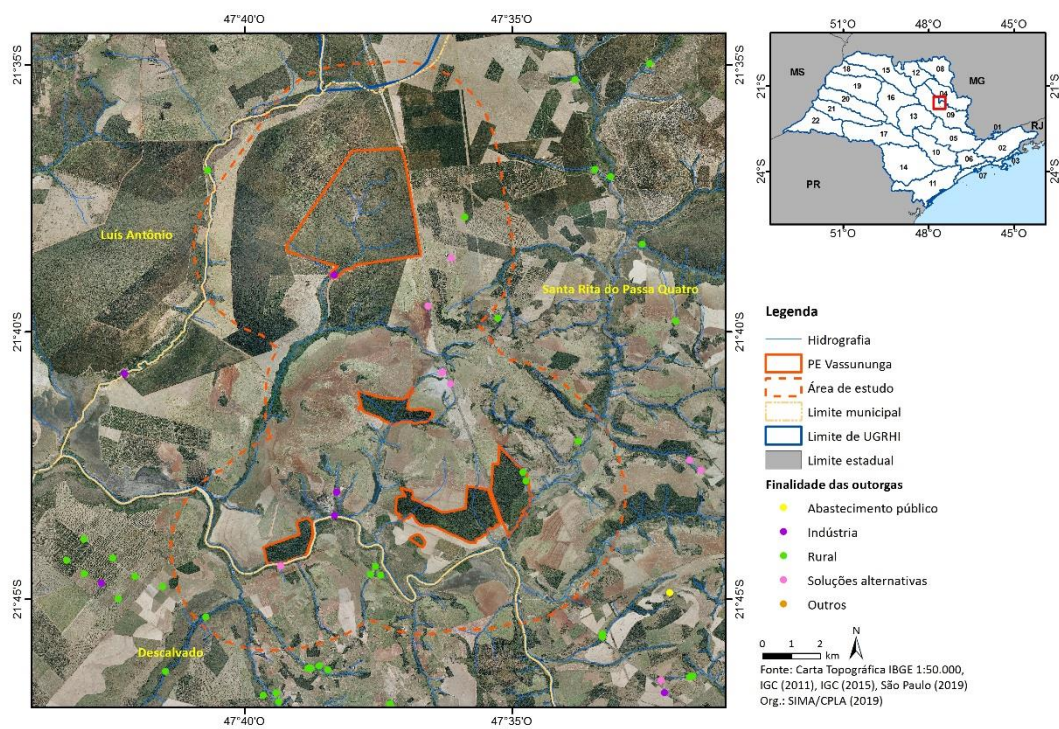 47°40'O
47°35'O
21°35'S
21°40'S
21°45'S
21°35'S
21°40'S
21°45'S
47°40'O
47°35'O
Luís Antônio
Santa Rita do Passa Quatro
Descalvado
51°O
48°O
45°O
21°S
24°S
21°S
24°S
51°O
48°O
45°O
MS
MG
RJ
PR
18
15
12
08
19
04
20
16
21
13
09
22
17
05
01
10
02
06
03
14
07
11
Legenda
Hidrografia
PE Vassununga
Área de estudo
Limite municipal
Limite de UGRHI
Limite estadual
Finalidade das outorgas
Abastecimento público
Indústria
Rural
Soluções alternativas
Outros
0 1 2
km
N
Fonte: Carta Topográfica IBGE 1:50.000,
IGC (2011), IGC (2015), São Paulo (2019)
Org.: SIMA/CPLA (2019)